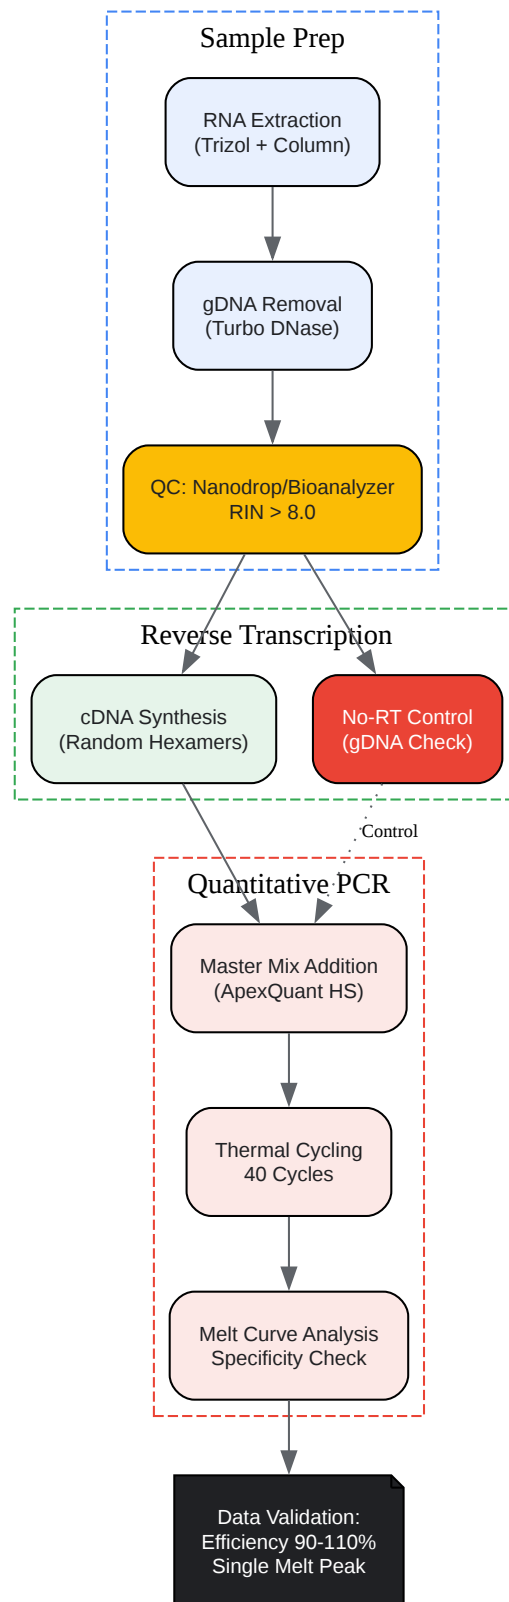 Sample Prep
RNA Extraction
(Trizol + Column)
gDNA Removal
(Turbo DNase)
QC: Nanodrop/Bioanalyzer
RIN > 8.0
Reverse Transcription
cDNA Synthesis
(Random Hexamers)
No-RT Control
(gDNA Check)
Control
Quantitative PCR
Master Mix Addition
(ApexQuant HS)
Thermal Cycling
40 Cycles
Melt Curve Analysis
Specificity Check
Data Validation:
Efficiency 90-110%
Single Melt Peak